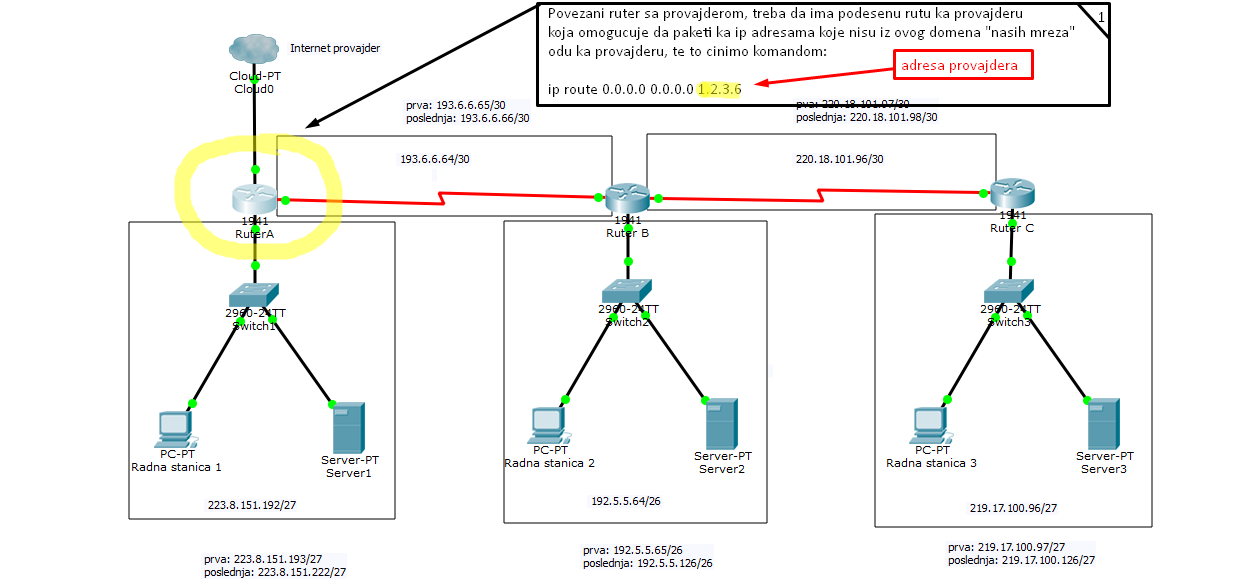 Povezani ruter sa provajderom, treba da ima podesenu rutu ka provajderu
koja omogucuje da paketi ka ip adresama koje nisu iz ovog domena "nasih mreza"
odu ka provajderu, te to cinimo komandom:
1
adresa provajdera
ip route 0.0.0.0 0.0.0.0 1.2.3.6
Internet provajder
Cloud-PT
Cloud0
prva: 193.6.6.65/30
poslednja: 193.6.6.66/30
pva: 220.18.101.97/30
poslednja: 220.18.101.98/30
193.6.6.64/30
220.18.101.96/30
1941
RuterA
1941
Ruter B
1941
Ruter C
2960-24TT
Switch1
2960-24TT
Switch2
2960-24TT
Switch3
PC-PT
Radna stanica 1
Server-PT
Server1
PC-PT
Radna stanica 2
Server-PT
Server2
PC-PT
Radna stanica 3
Server-PT
Server3
223.8.151.192/27
192.5.5.64/26
219.17.100.96/27
prva: 223.8.151.193/27
poslednja: 223.8.151.222/27
prva: 192.5.5.65/26
poslednja: 192.5.5.126/26
prva: 219.17.100.97/27
poslednja: 219.17.100.126/27